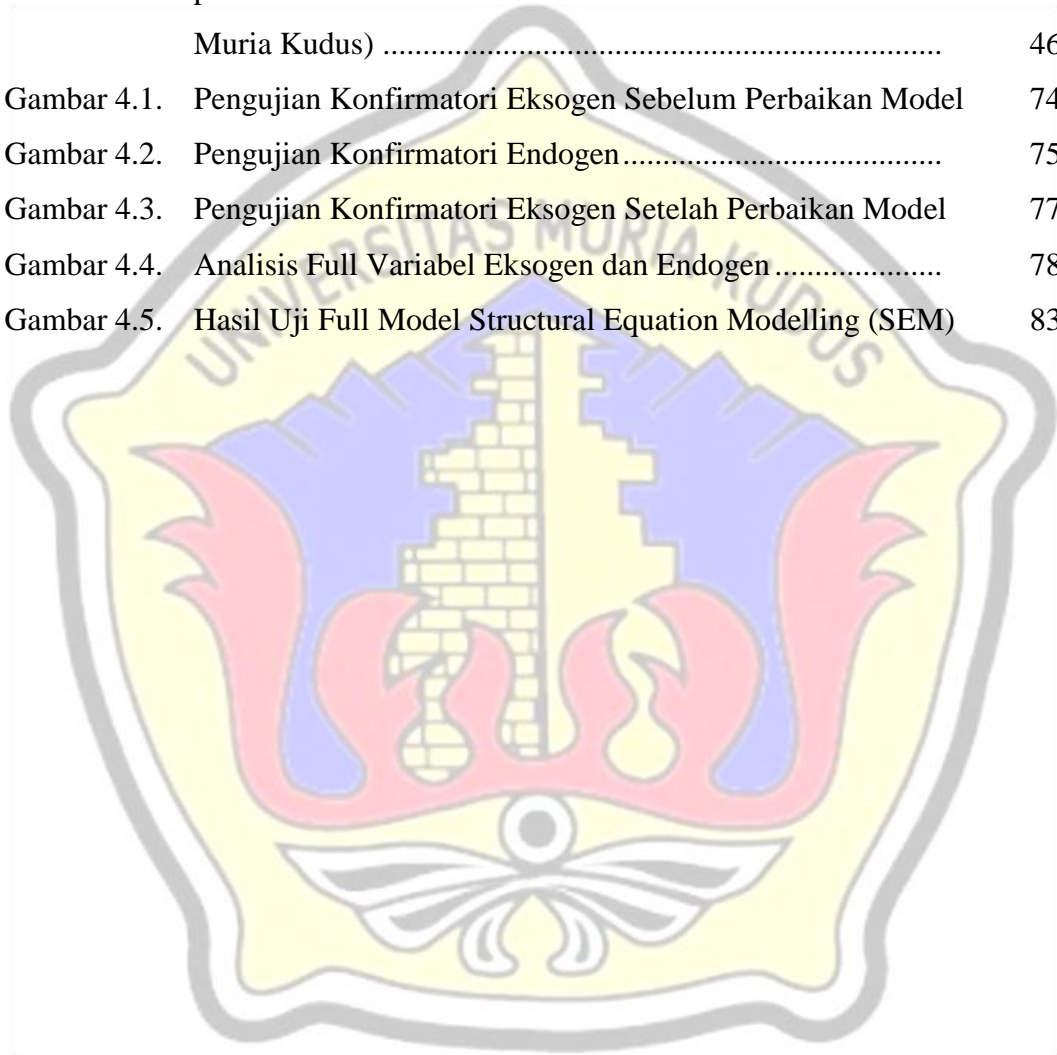 Muria Kudus) ...................................................................... 46
Gambar 4.1. Pengujian Konfirmatori Eksogen Sebelum Perbaikan Model 74
Gambar 4.2. Pengujian Konfirmatori Endogen ........................................ 75
Gambar 4.3. Pengujian Konfirmatori Eksogen Setelah Perbaikan Model 77
Gambar 4.4. Analisis Full Variabel Eksogen dan Endogen ..................... 78
Gambar 4.5. Hasil Uji Full Model Structural Equation Modelling (SEM) 83
UNIVERSITAS MURIA KUDUS